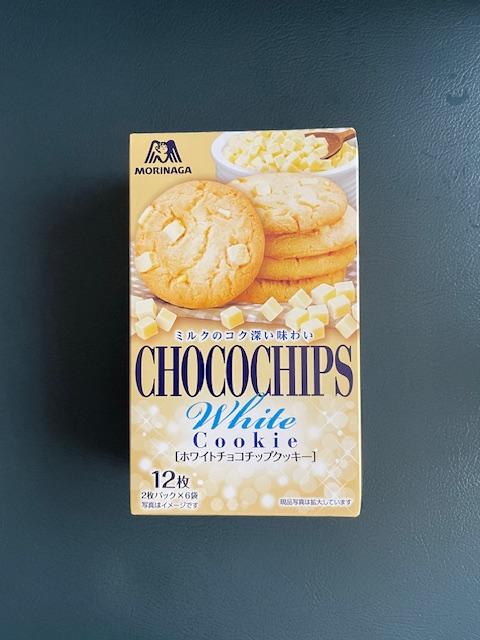 MORINAGA
ミルクのコク深い味わい
CHOCOCHIPS
White
Cookie
[ホワイトチョコチップクッキー]
12枚
2枚パック×6袋
写真はイメージです
現品写真は拡大しています